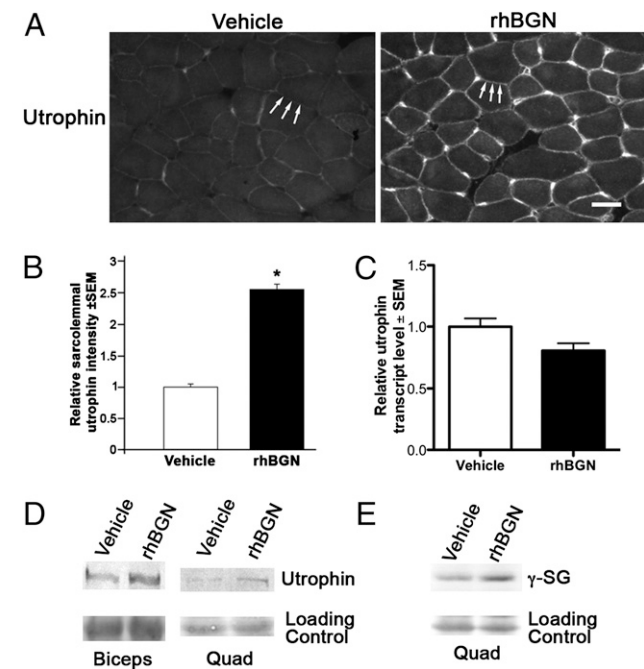 A
Vehicle
rhBGN
Utrophin
B
Relative sarcolemmal
utrophin intensity ±SEM
3
2.5
2
1
0.5
0
*
Vehicle
rhBGN
C
Relative utrophin
transcript level ± SEM
1.5
1.0
0.5
0.0
Vehicle
rhBGN
D
Vehicle
rhBGN
Vehicle
rhBGN
Utrophin
Loading
Control
Biceps
Quad
E
Vehicle
rhBGN
γ-SG
Loading
Control
Quad